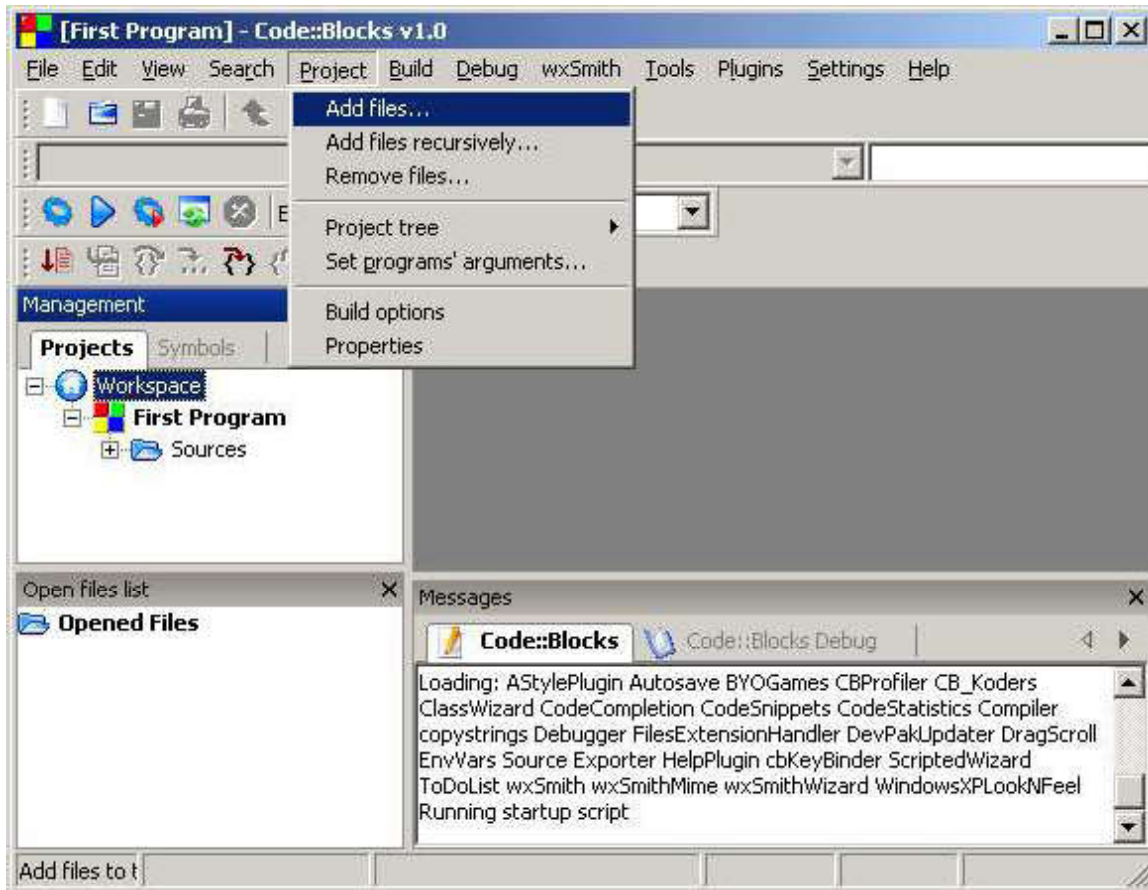 [First Program] - Code::Blocks v1.0
File Edit View Search Project Build Debug wxSmith Tools Plugins Settings Help
Add files...
Add files recursively...
Remove files...
Project tree
Set programs' arguments...
Build options
Properties
Management
Projects Symbols
Workspace
First Program
Sources
Open files list
Opened Files
Messages
Code::Blocks Code::Blocks Debug
Loading: AStylePlugin Autosave BYOGames CBProfiler CB_Koders
ClassWizard CodeCompletion CodeSnippets CodeStatistics Compiler
copystrings Debugger FilesExtensionHandler DevPakUpdater DragScroll
EnvVars Source Exporter HelpPlugin cbKeyBinder ScriptedWizard
ToDoList wxSmith wxSmithMime wxSmithWizard WindowsXPLookNFeel
Running startup script
Add files to t